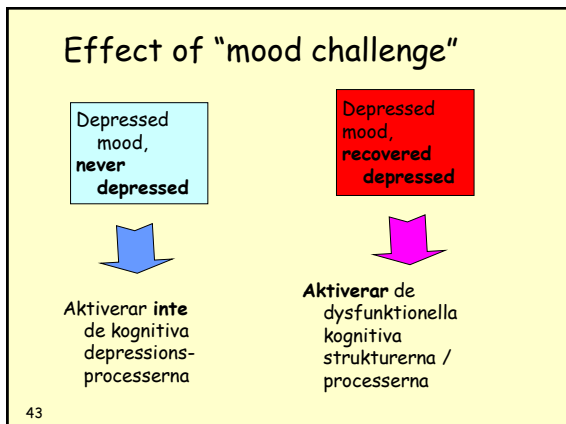 Effect of “mood challenge”
Depressed
mood,
never
depressed
Depressed
mood,
recovered
depressed
Aktiverar inte
de kognitiva
depressions-
processerna
Aktiverar de
dysfunktionella
kognitiva
strukturerna /
processerna
43